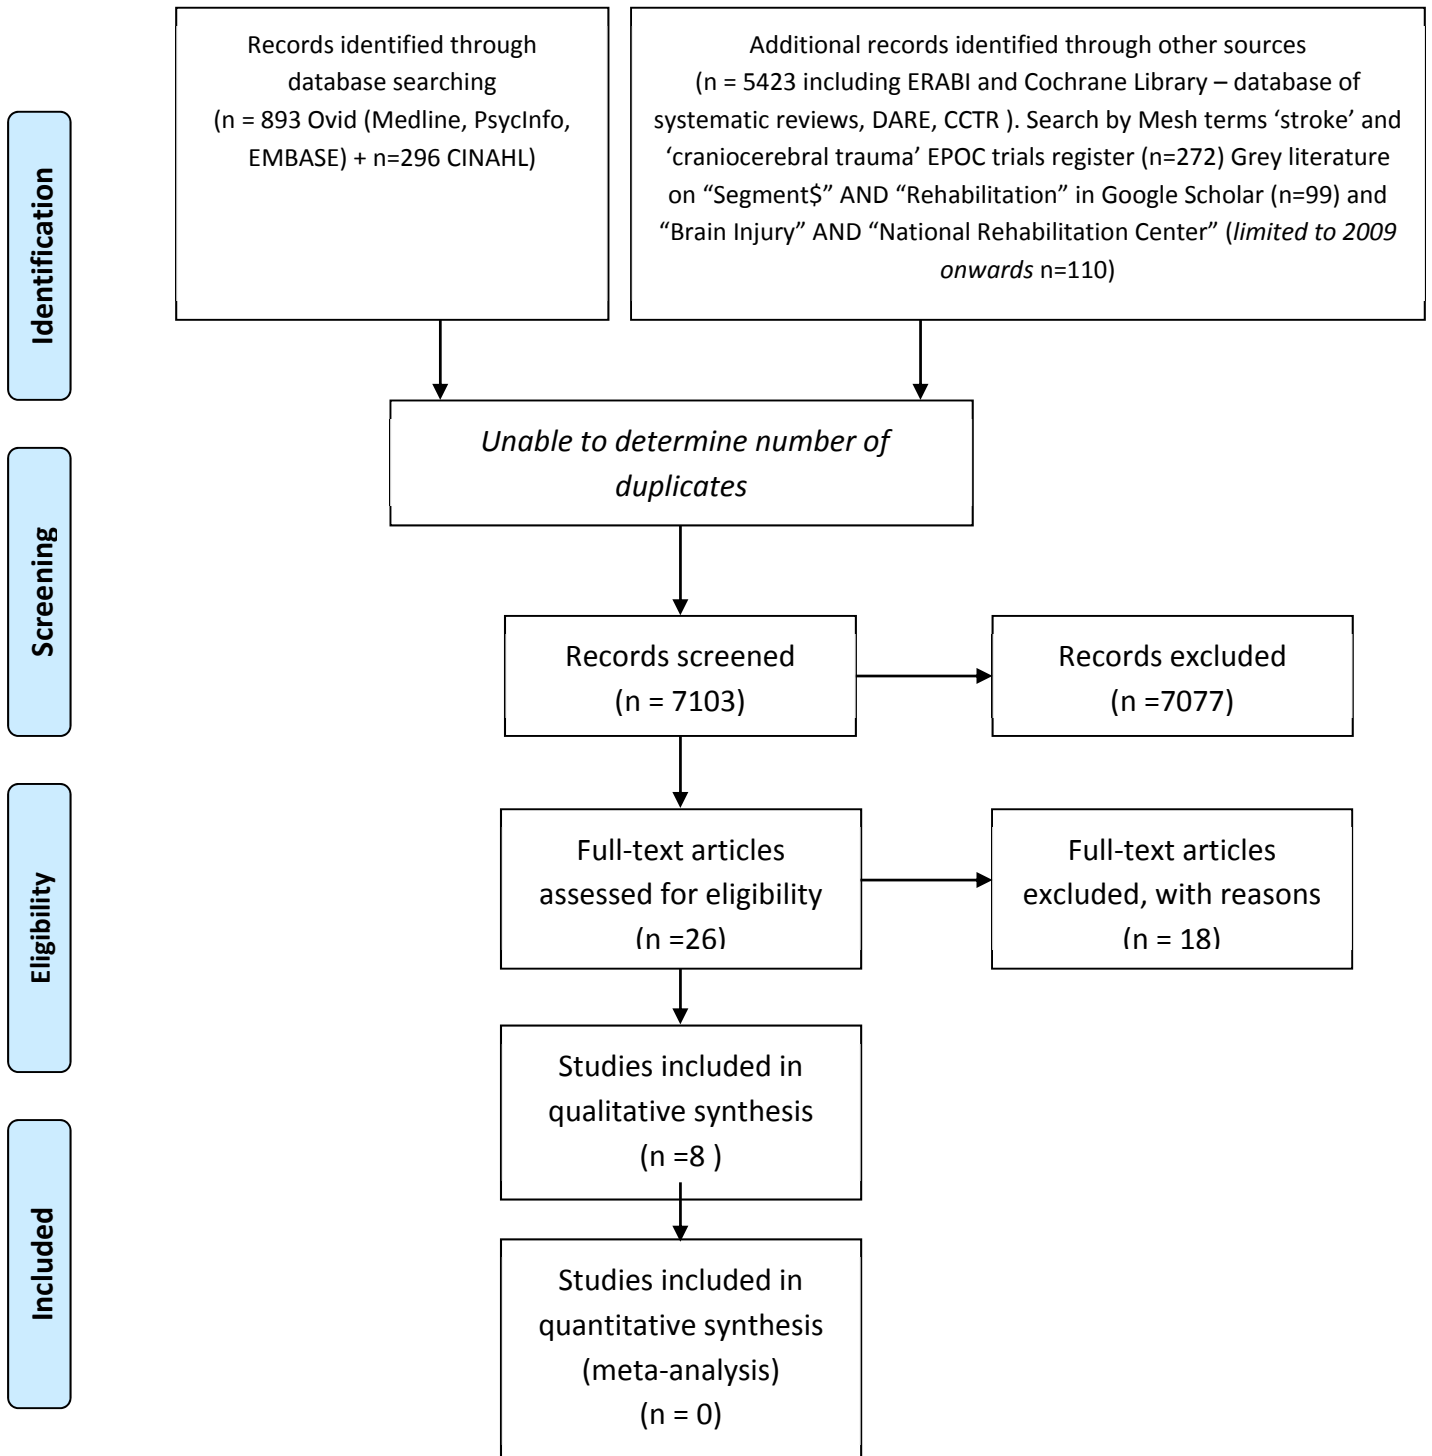 Records identified through
database searching
(n = 893 Ovid (Medline, PsycInfo,
EMBASE) + n=296 CINAHL)
Additional records identified through other sources
(n = 5423 including ERABI and Cochrane Library – database of
systematic reviews, DARE, CCTR ). Search by Mesh terms ‘stroke’ and
‘craniocerebral trauma’ EPOC trials register (n=272) Grey literature
on “Segment$” AND “Rehabilitation” in Google Scholar (n=99) and
“Brain Injury” AND “National Rehabilitation Center” (limited to 2009
onwards n=110)
Identification
Unable to determine number of
duplicates
Screening
Records screened
(n = 7103)
Records excluded
(n =7077)
Eligibility
Full-text articles
assessed for eligibility
(n =26)
Full-text articles
excluded, with reasons
(n = 18)
Studies included in
qualitative synthesis
(n =8 )
Included
Studies included in
quantitative synthesis
(meta-analysis)
(n = 0)